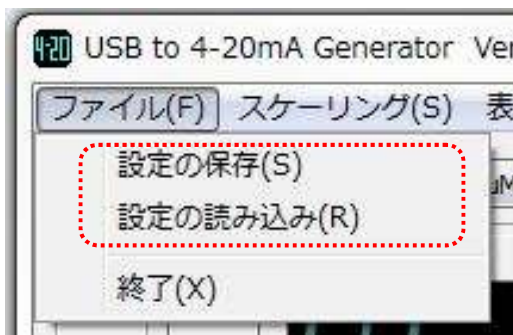 4-20 USB to 4-20mA Generator Ver
ファイル(F) スケーリング(S) 表
設定の保存(S)
設定の読み込み(R)
終了(X)